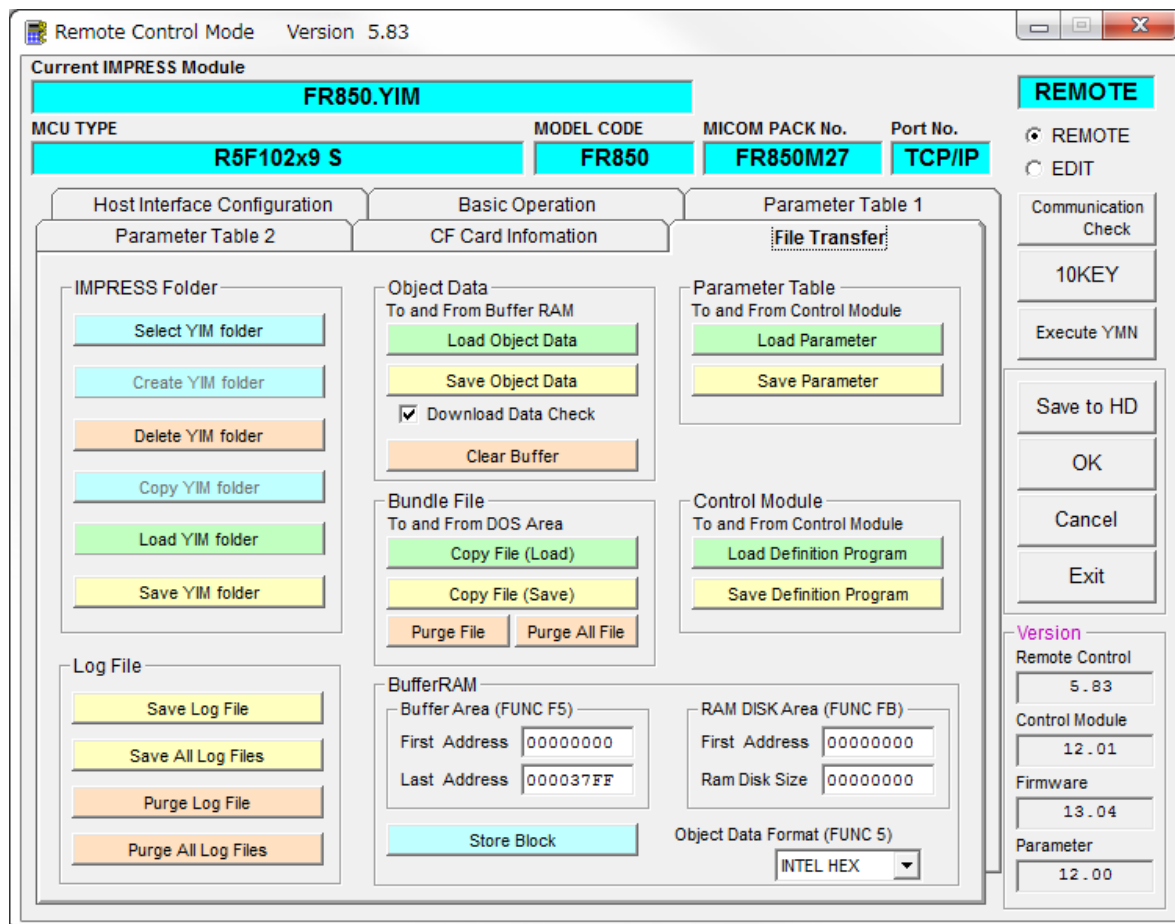 Remote Control Mode Version 5.83
Current IMPRESS Module
FR850.YIM
MCU TYPE
MODEL CODE
MICOM PACK No.
Port No.
R5F102x9 S
FR850
FR850M27
TCP/IP
REMOTE
REMOTE
EDIT
Host Interface Configuration
Basic Operation
Parameter Table 1
Parameter Table 2
CF Card Infomation
File Transfer
IMPRESS Folder
Select YIM folder
Create YIM folder
Delete YIM folder
Copy YIM folder
Load YIM folder
Save YIM folder
Log File
Save Log File
Save All Log Files
Purge Log File
Purge All Log Files
Object Data
To and From Buffer RAM
Load Object Data
Save Object Data
Download Data Check
Clear Buffer
Bundle File
To and From DOS Area
Copy File (Load)
Copy File (Save)
Purge File
Purge All File
Parameter Table
To and From Control Module
Load Parameter
Save Parameter
Control Module
To and From Control Module
Load Definition Program
Save Definition Program
BufferRAM
Buffer Area (FUNC F5)
First Address 00000000
Last Address 000037FF
Store Block
RAM DISK Area (FUNC FB)
First Address 00000000
Ram Disk Size 00000000
Object Data Format (FUNC 5)
INTEL HEX
Communication
Check
10KEY
Execute YMN
Save to HD
OK
Cancel
Exit
Version
Remote Control
5.83
Control Module
12.01
Firmware
13.04
Parameter
12.00